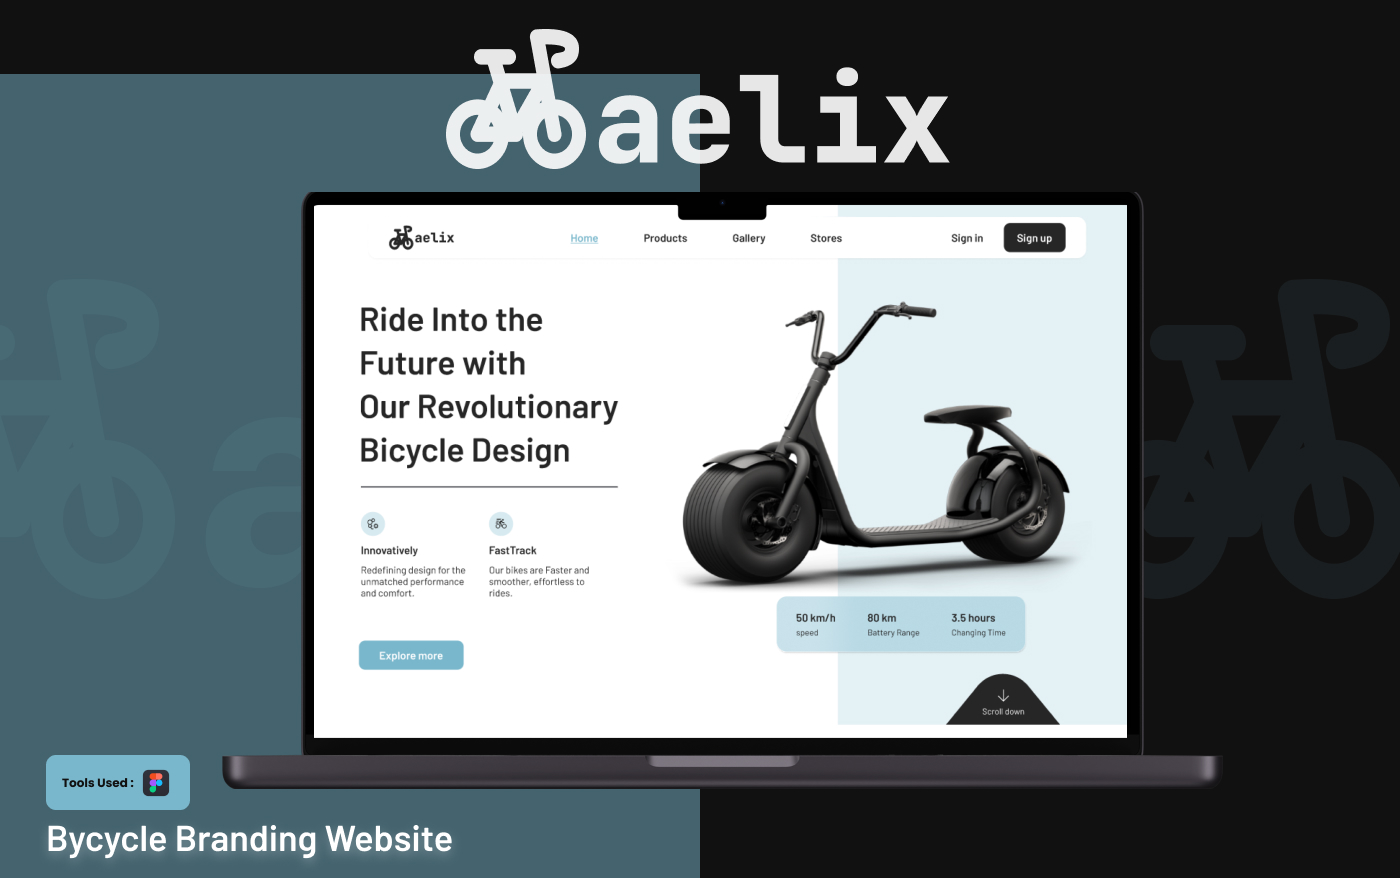 aelix
aelix
Home
Products
Gallery
Stores
Sign in
Sign up
Ride Into the
Future with
Our Revolutionary
Bicycle Design
Innovatively
Redefining design for the
unmatched performance
and comfort.
FastTrack
Our bikes are Faster and
smoother, effortless to
rides.
Explore more
50 km/h
speed
80 km
Battery Range
3.5 hours
Changing Time
Scroll down
Tools Used :
Bycycle Branding Website